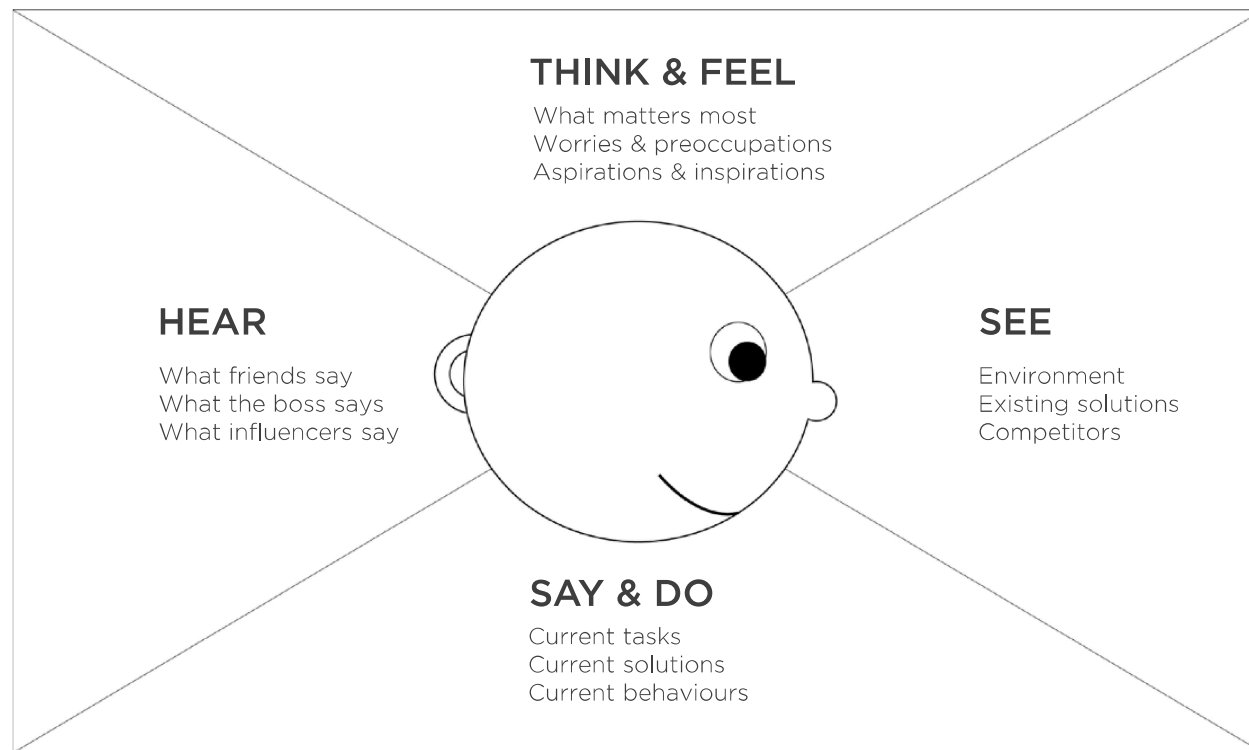 THINK & FEEL
What matters most
Worries & preoccupations
Aspirations & inspirations
HEAR
What friends say
What the boss says
What influencers say
SEE
Environment
Existing solutions
Competitors
SAY & DO
Current tasks
Current solutions
Current behaviours